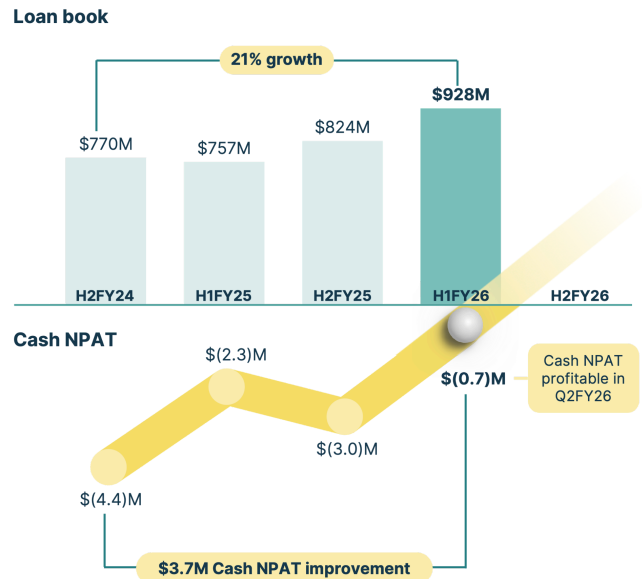 Loan book
21% growth
$928M
$824M
$770M
$757M
H2FY24
H1FY25
H2FY25
H1FY26
H2FY26
Cash NPAT
$(2.3)M
Cash NPAT
profitable in
Q2FY26
$(0.7)M
$(3.0)M
$(4.4)M
$3.7M Cash NPAT improvement